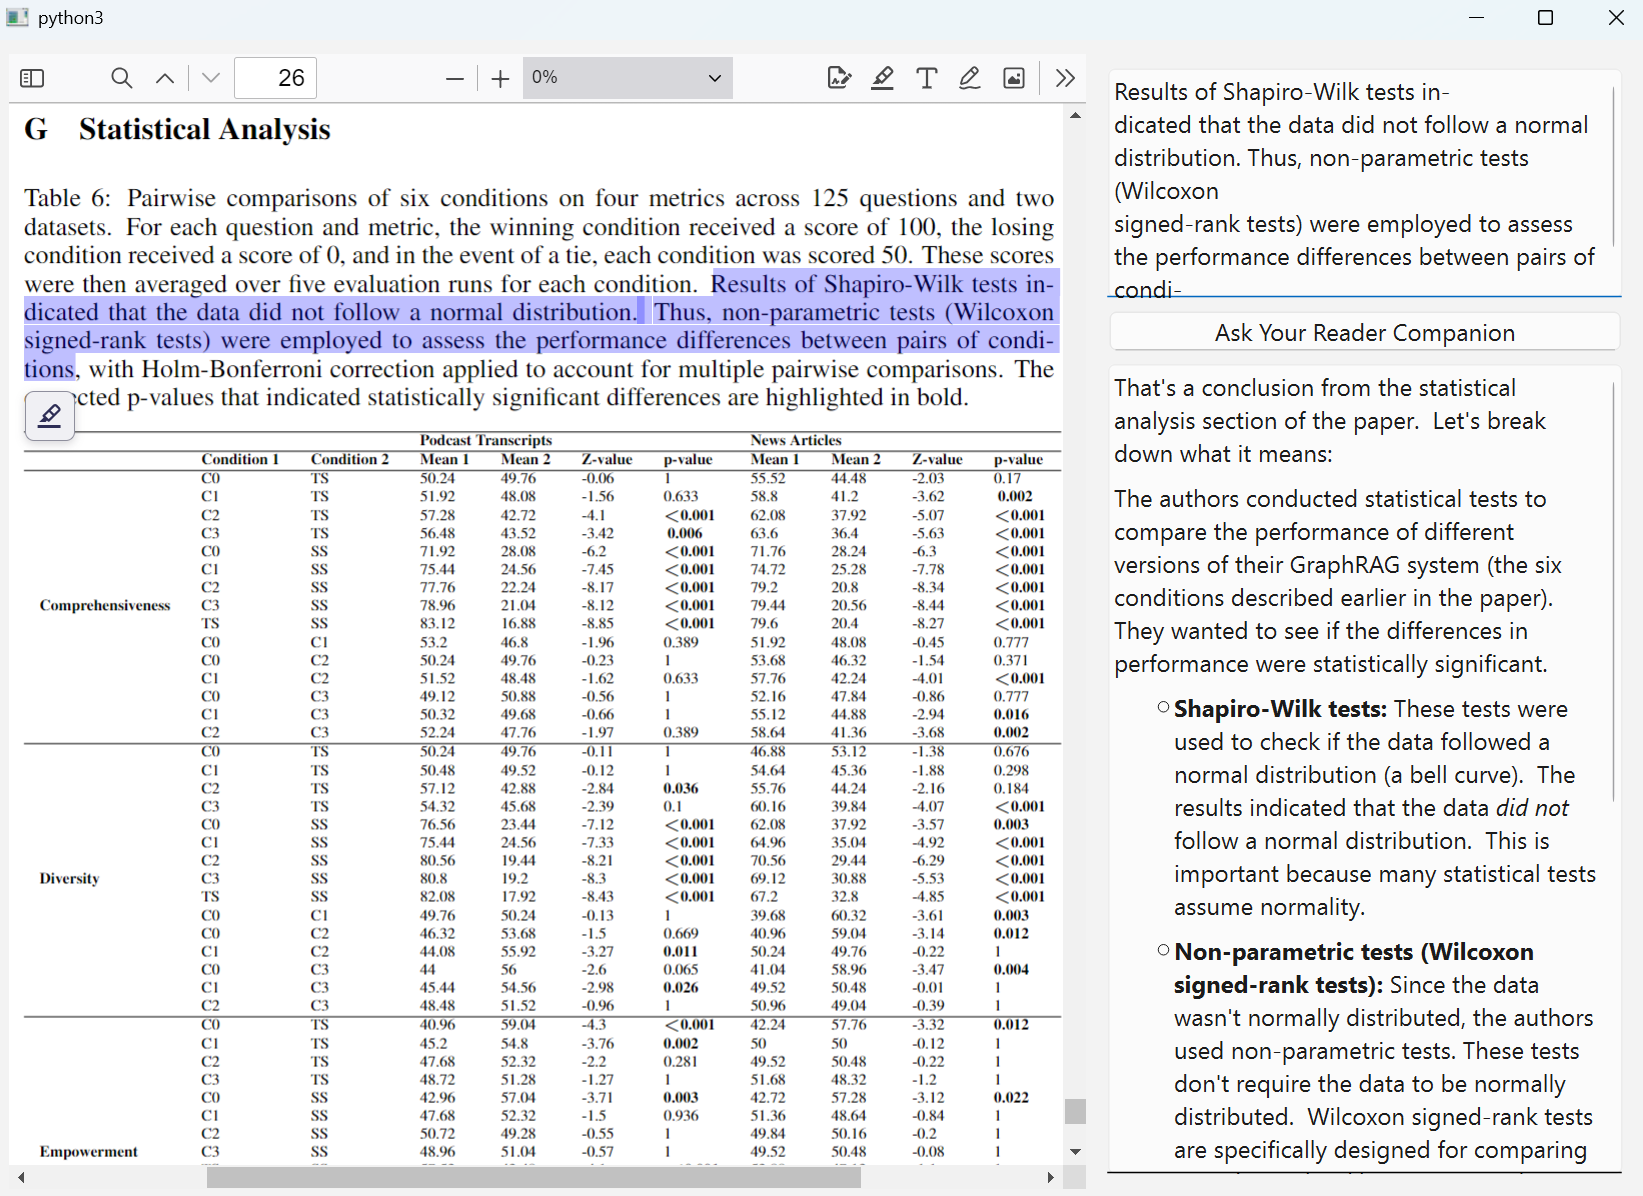 python3
26
0%
G Statistical Analysis
Table 6: Pairwise comparisons of six conditions on four metrics across 125 questions and two
datasets. For each question and metric, the winning condition received a score of 100, the losing
condition received a score of 0, and in the event of a tie, each condition was scored 50. These scores
were then averaged over five evaluation runs for each condition. Results of Shapiro-Wilk tests in-
dicated that the data did not follow a normal distribution. Thus, non-parametric tests (Wilcoxon
signed-rank tests) were employed to assess the performance differences between pairs of condi-
tions, with Holm-Bonferroni correction applied to account for multiple pairwise comparisons. The
cted p-values that indicated statistically significant differences are highlighted in bold.
Podcast Transcripts News Articles
Condition 1 Condition 2 Mean 1 Mean 2 Z-value p-value Mean 1 Mean 2 Z-value p-value
C0 TS 50.24 49.76 -0.06 1 55.52 44.48 -2.03 0.17
C1 TS 51.92 48.08 -1.56 0.633 58.8 41.2 -3.62 0.002
C2 TS 57.28 42.72 -4.1 <0.001 62.08 37.92 -5.07 <0.001
C3 TS 56.48 43.52 -3.42 0.006 63.6 36.4 -5.63 <0.001
C0 SS 71.92 28.08 -6.2 <0.001 71.76 28.24 -6.3 <0.001
C1 SS 75.44 24.56 -7.45 <0.001 74.72 25.28 -7.78 <0.001
C2 SS 77.76 22.24 -8.17 <0.001 79.2 20.8 -8.34 <0.001
Comprehensiveness C3 SS 78.96 21.04 -8.12 <0.001 79.44 20.56 -8.44 <0.001
TS SS 83.12 16.88 -8.85 <0.001 79.6 20.4 -8.27 <0.001
C0 C1 53.2 46.8 -1.96 0.389 51.92 48.08 -0.45 0.777
C0 C2 50.24 49.76 -0.23 1 53.68 46.32 -1.54 0.371
C1 C2 51.52 48.48 -1.62 0.633 57.76 42.24 -4.01 <0.001
C0 C3 49.12 50.88 -0.56 1 52.16 47.84 -0.86 0.777
C1 C3 50.32 49.68 -0.66 1 55.12 44.88 -2.94 0.016
C2 C3 52.24 47.76 -1.97 0.389 58.64 41.36 -3.68 0.002
C0 TS 50.24 49.76 -0.11 1 46.88 53.12 -1.38 0.676
C1 TS 50.48 49.52 -0.12 1 54.64 45.36 -1.88 0.298
C2 TS 57.12 42.88 -2.84 0.036 55.76 44.24 -2.16 0.184
C3 TS 54.32 45.68 -2.39 0.1 60.16 39.84 -4.07 <0.001
C0 SS 76.56 23.44 -7.12 <0.001 62.08 37.92 -3.57 0.003
C1 SS 75.44 24.56 -7.33 <0.001 64.96 35.04 -4.92 <0.001
C2 SS 80.56 19.44 -8.21 <0.001 70.56 29.44 -6.29 <0.001
Diversity C3 SS 80.8 19.2 -8.3 <0.001 69.12 30.88 -5.53 <0.001
TS SS 82.08 17.92 -8.43 <0.001 67.2 32.8 -4.85 <0.001
C0 C1 49.76 50.24 -0.13 1 39.68 60.32 -3.61 0.003
C0 C2 46.32 53.68 -1.5 0.669 40.96 59.04 -3.14 0.012
C1 C2 44.08 55.92 -3.27 0.011 50.24 49.76 -0.22 1
C0 C3 44 56 -2.6 0.065 41.04 58.96 -3.47 0.004
C1 C3 45.44 54.56 -2.98 0.026 49.52 50.48 -0.01 1
C2 C3 48.48 51.52 -0.96 1 50.96 49.04 -0.39 1
C0 TS 40.96 59.04 -4.3 <0.001 42.24 57.76 -3.32 0.012
C1 TS 45.2 54.8 -3.76 0.002 50 50 -0.12 1
C2 TS 47.68 52.32 -2.2 0.281 49.52 50.48 -0.22 1
C3 TS 48.72 51.28 -1.27 1 51.68 48.32 -1.2 1
C0 SS 42.96 57.04 -3.71 0.003 42.72 57.28 -3.12 0.022
C1 SS 47.68 52.32 -1.5 0.936 51.36 48.64 -0.84 1
C2 SS 50.72 49.28 -0.55 1 49.84 50.16 -0.2 1
Empowerment C3 SS 48.96 51.04 -0.57 1 49.52 50.48 -0.08 1
Results of Shapiro-Wilk tests in-
dicated that the data did not follow a normal
distribution. Thus, non-parametric tests
(Wilcoxon
signed-rank tests) were employed to assess
the performance differences between pairs of
condi-
Ask Your Reader Companion
That's a conclusion from the statistical
analysis section of the paper. Let's break
down what it means:
The authors conducted statistical tests to
compare the performance of different
versions of their GraphRAG system (the six
conditions described earlier in the paper).
They wanted to see if the differences in
performance were statistically significant.
Shapiro-Wilk tests: These tests were
used to check if the data followed a
normal distribution (a bell curve). The
results indicated that the data did not
follow a normal distribution. This is
important because many statistical tests
assume normality.
Non-parametric tests (Wilcoxon
signed-rank tests): Since the data
wasn't normally distributed, the authors
used non-parametric tests. These tests
don't require the data to be normally
distributed. Wilcoxon signed-rank tests
are specifically designed for comparing